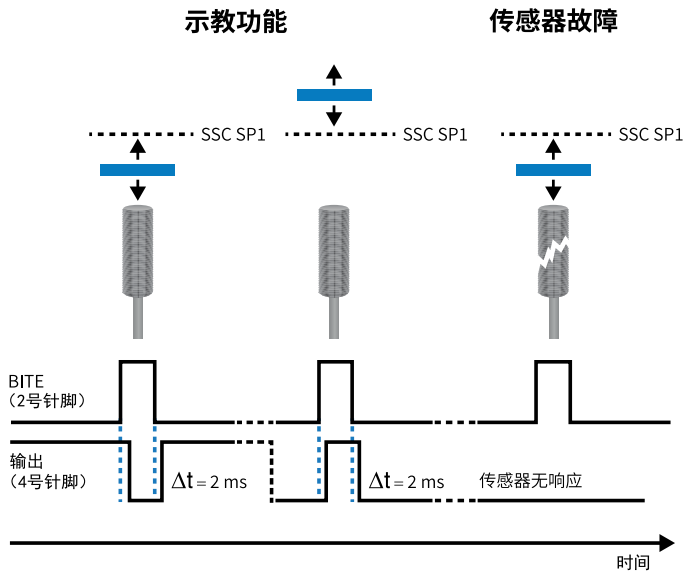 示教功能
传感器故障
SSC SP1
SSC SP1
SSC SP1
BITE
（2号针脚）
输出
（4号针脚）
Δt = 2 ms
Δt = 2 ms
传感器无响应
时间